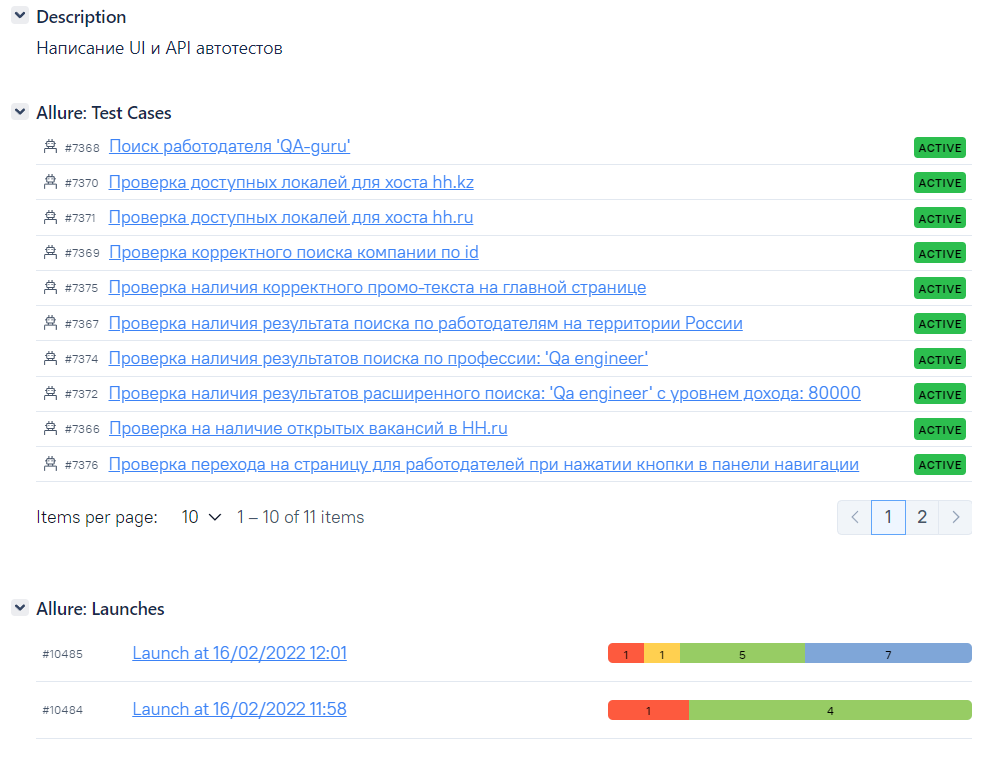 Description
Написание UI и API автотестов
Allure: Test Cases
#7368 Поиск работодателя 'QA-guru' ACTIVE
#7370 Проверка доступных локалей для хоста hh.kz ACTIVE
#7371 Проверка доступных локалей для хоста hh.ru ACTIVE
#7369 Проверка корректного поиска компании по id ACTIVE
#7375 Проверка наличия корректного промо-текста на главной странице ACTIVE
#7367 Проверка наличия результата поиска по работодателям на территории России ACTIVE
#7374 Проверка наличия результатов поиска по профессии: 'Qa engineer' ACTIVE
#7372 Проверка наличия результатов расширенного поиска: 'Qa engineer' с уровнем дохода: 80000 ACTIVE
#7366 Проверка на наличие открытых вакансий в HH.ru ACTIVE
#7376 Проверка перехода на страницу для работодателей при нажатии кнопки в панели навигации ACTIVE
Items per page: 10 1 – 10 of 11 items 1 2
Allure: Launches
#10485 Launch at 16/02/2022 12:01 1 1 5 7
#10484 Launch at 16/02/2022 11:58 1 4